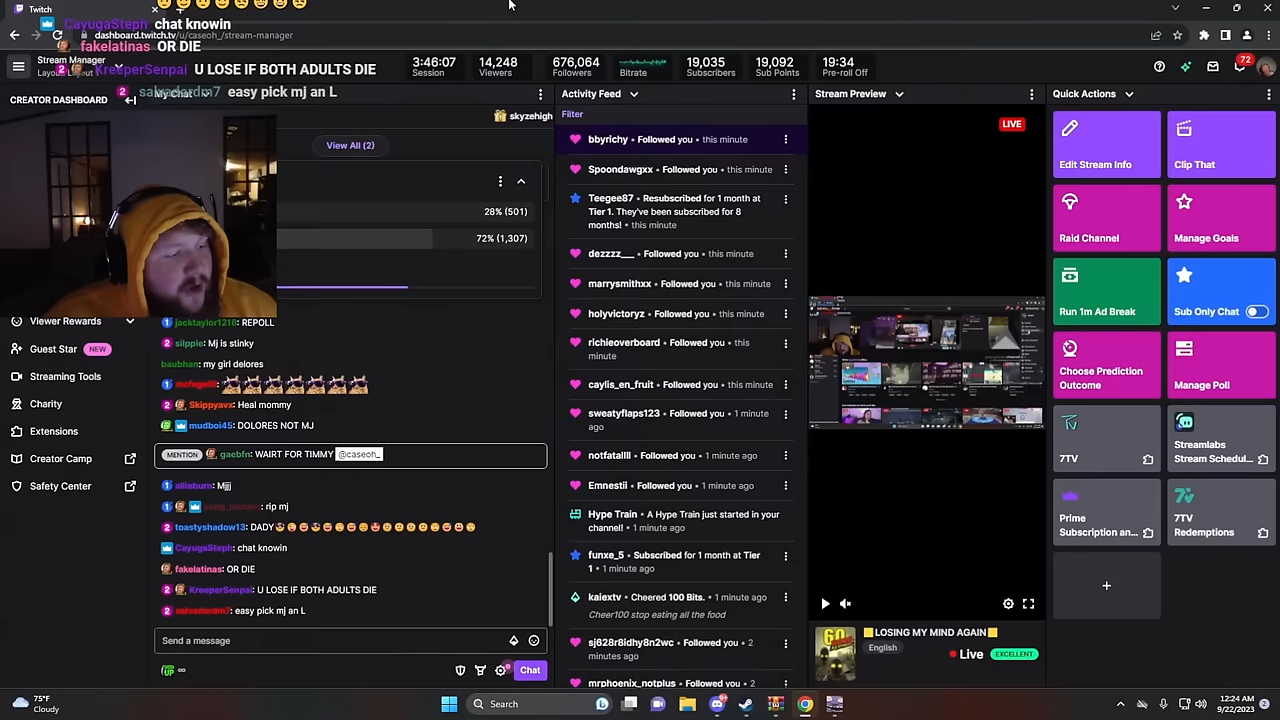 Twitch
CayugaSteph chat knowin
fakelatinas OR DIE
KreeperSenpai U LOSE IF BOTH ADULTS DIE
salvadordm7 easy pick mj an L
dashboard.twitch.tv/u/caseoh_/stream-manager
Stream Manager
3:46:07
Session
14,248
Viewers
676,064
Followers
Bitrate
19,035
Subscribers
19,092
Sub Points
19:34
Pre-roll Off
72
CREATOR DASHBOARD
My Chat
skyzehigh
View All (2)
28% (501)
72% (1,307)
Viewer Rewards
Guest Star NEW
Streaming Tools
Charity
Extensions
Creator Camp
Safety Center
jacktaylor1218: REPOLL
silppie: Mj is stinky
baubhan: my girl delores
Skippyavx: Heal mommy
mudboi45: DOLORES NOT MJ
MENTION gaebfn: WAIRT FOR TIMMY @caseoh_
allieburn: Mjjj
rip mj
toastyshadow13: DADY
CayugaSteph: chat knowin
fakelatinas: OR DIE
KreeperSenpai: U LOSE IF BOTH ADULTS DIE
salvadordm7: easy pick mj an L
Send a message
Chat
Activity Feed
Filter
bbyrichy • Followed you • this minute
Spoondawgxx • Followed you • this minute
Teegee87 • Resubscribed for 1 month at
Tier 1. They've been subscribed for 8
months! • this minute
dezzzz___ • Followed you • this minute
marrysmithxx • Followed you • this minute
holyvictoryz • Followed you • this minute
richieoverboard • Followed you • this
minute
caylis_en_fruit • Followed you • this minute
sweatyflaps123 • Followed you • 1 minute
ago
notfatallll • Followed you • 1 minute ago
Emnestii • Followed you • 1 minute ago
Hype Train • A Hype Train just started in your
channel! • 1 minute ago
funxe_5 • Subscribed for 1 month at Tier
1 • 1 minute ago
kaiextv • Cheered 100 Bits. • 1 minute ago
Cheer100 stop eating all the food
sj628r8idhy8n2wc • Followed you • 2
minutes ago
mrphoenix_notplus • Followed you • 2
Stream Preview
LIVE
LOSING MY MIND AGAIN
English
Live EXCELLENT
Quick Actions
Edit Stream Info
Clip That
Raid Channel
Manage Goals
Run 1m Ad Break
Sub Only Chat
Choose Prediction
Outcome
Manage Poll
7TV
Streamlabs
Stream Schedul...
Prime
Subscription an...
7TV
Redemptions
+
75°F
Cloudy
Search
12:24 AM
9/22/2023